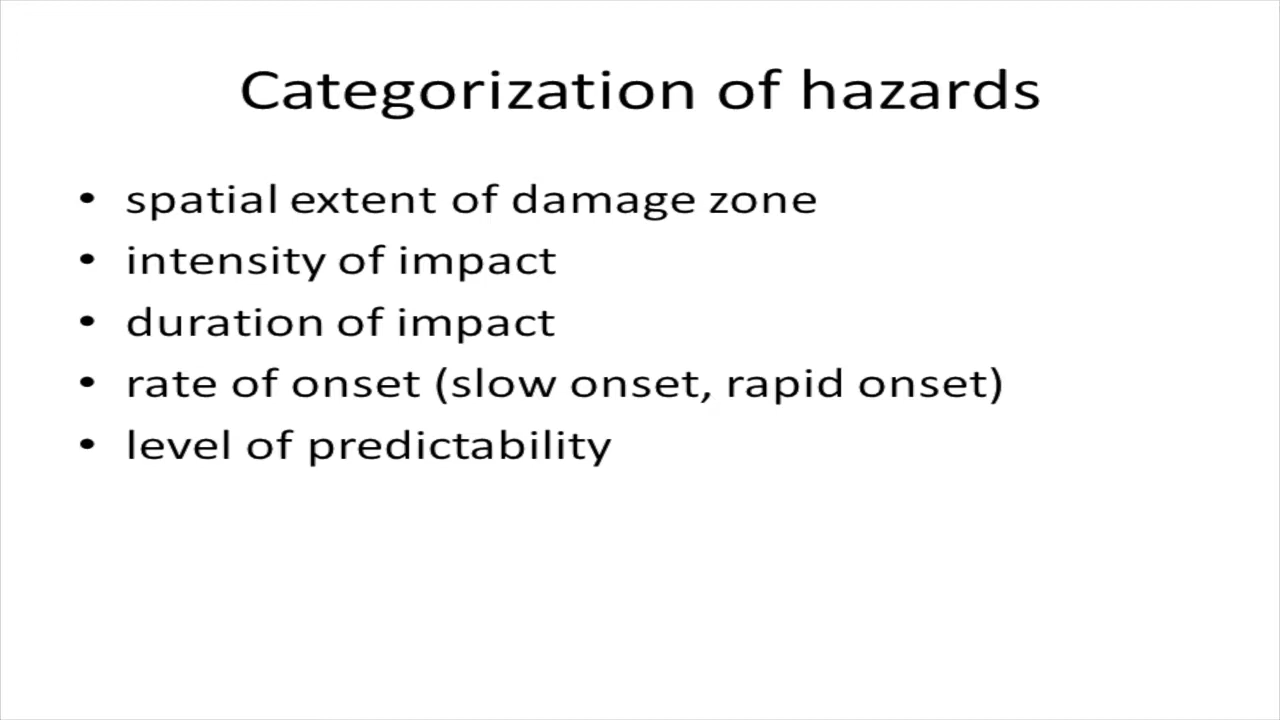 Categorization of hazards
• spatial extent of damage zone
• intensity of impact
• duration of impact
• rate of onset (slow onset, rapid onset)
• level of predictability